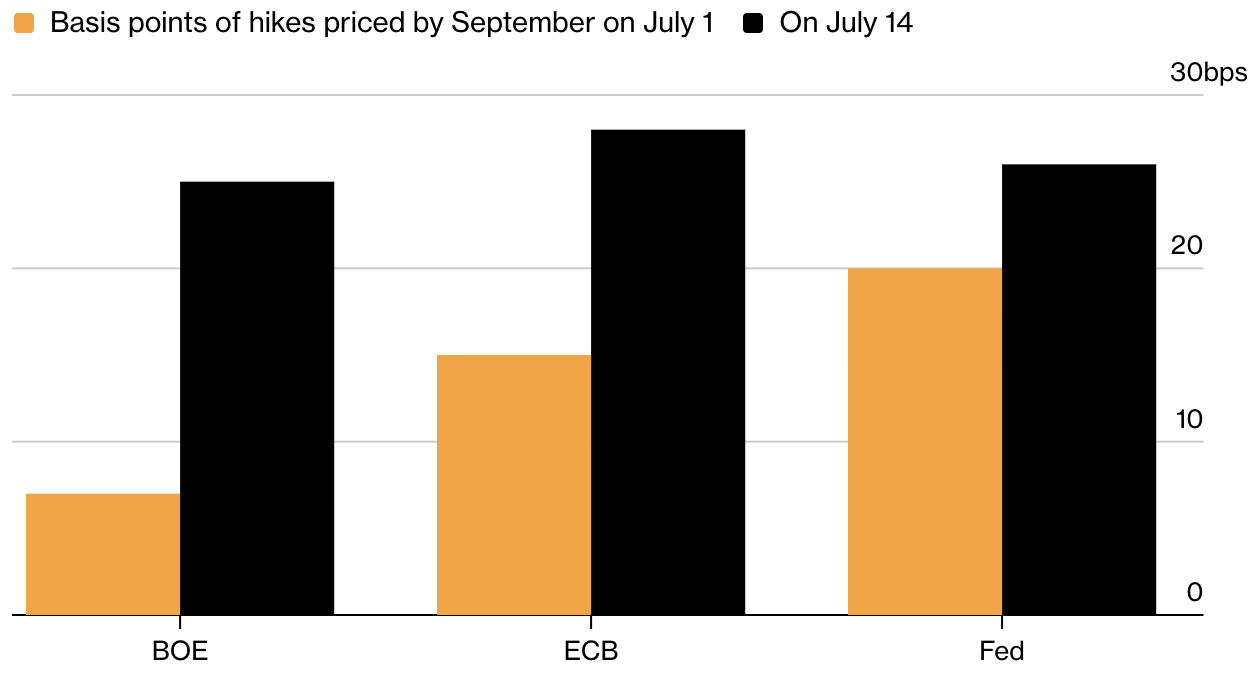 Basis points of hikes priced by September on July 1 On July 14
30bps
20
10
0
BOE ECB Fed